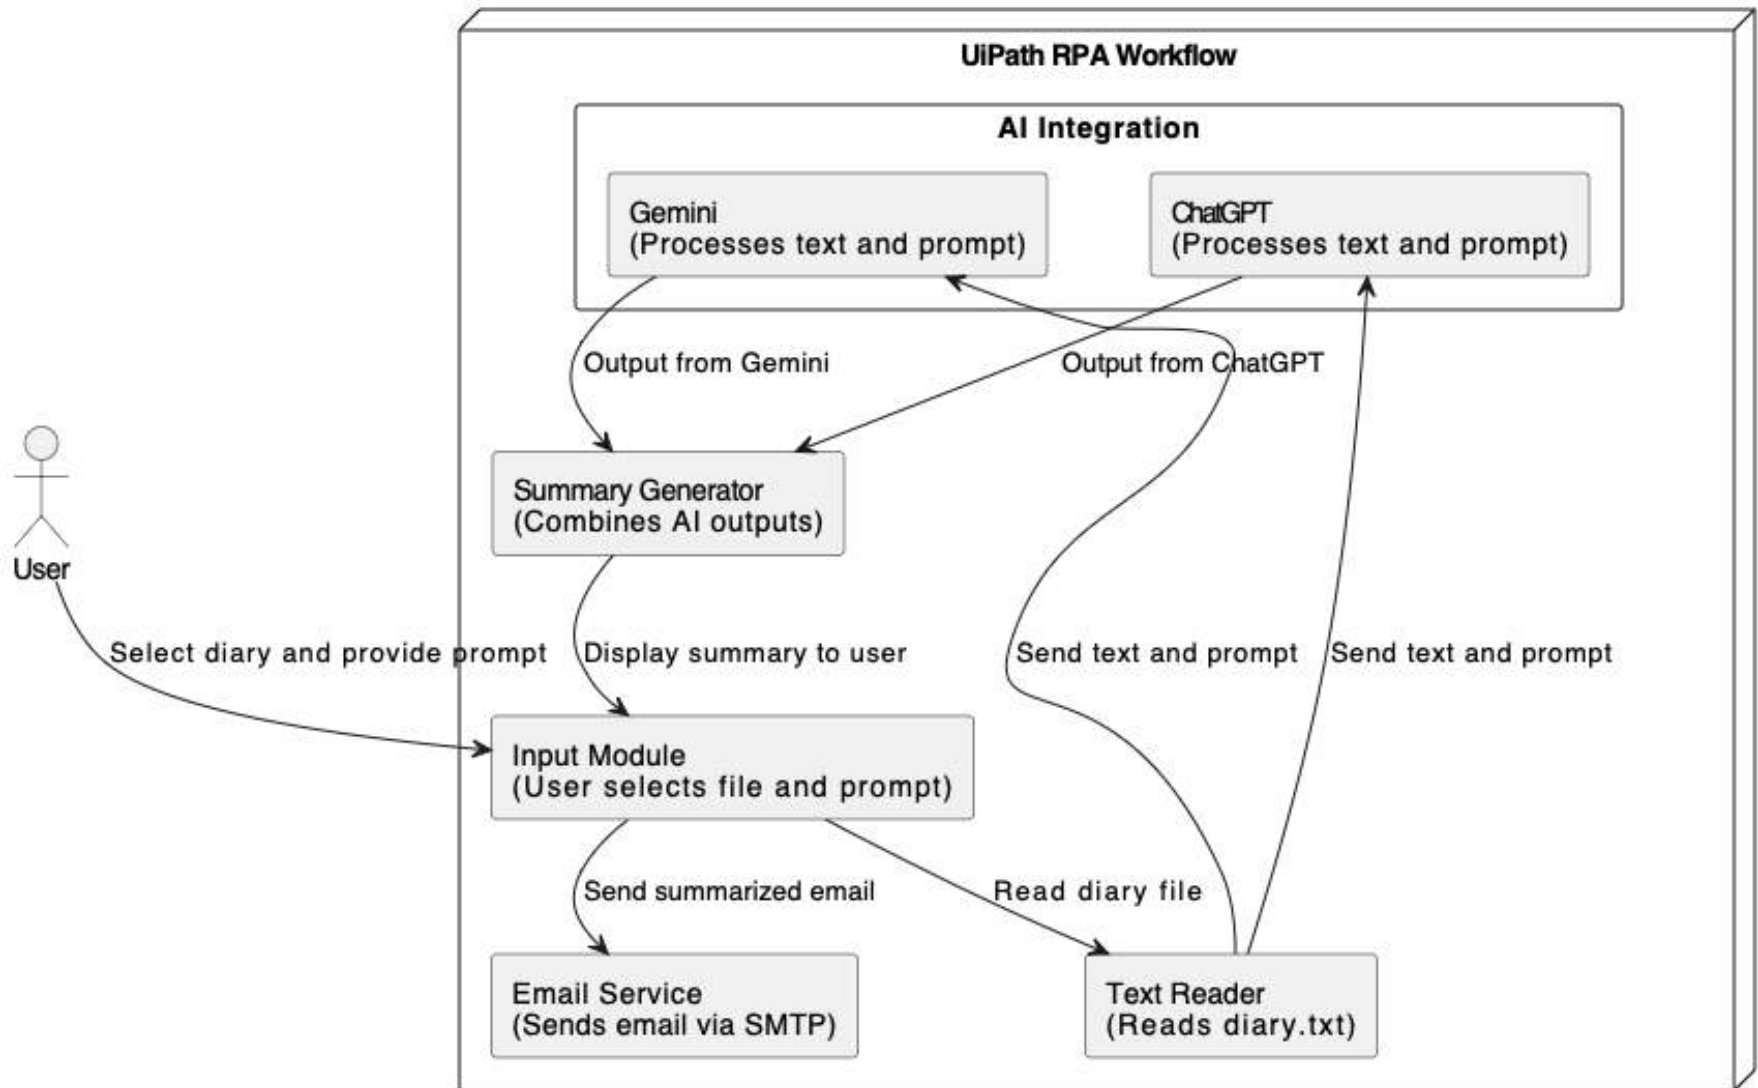 UiPath RPA Workflow
AI Integration
Gemini
(Processes text and prompt)
ChatGPT
(Processes text and prompt)
Output from Gemini
Output from ChatGPT
Summary Generator
(Combines AI outputs)
User
Select diary and provide prompt
Display summary to user
Send text and prompt
Send text and prompt
Input Module
(User selects file and prompt)
Send summarized email
Read diary file
Email Service
(Sends email via SMTP)
Text Reader
(Reads diary.txt)